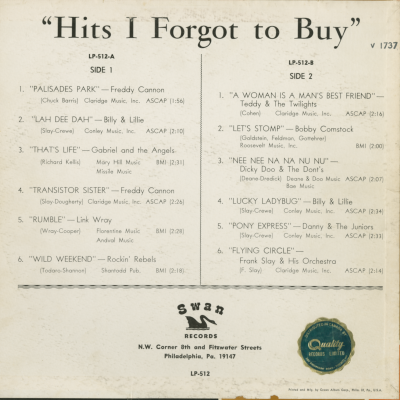 "Hits I Forgot to Buy"
V 1737
LP-512-A
SIDE 1
1. "PALISADES PARK" — Freddy Cannon
(Chuck Barris) Claridge Music, Inc. ASCAP (1:56)
2. "LAH DEE DAH" — Billy & Lillie
(Slay-Crewe) Conley Music, Inc. ASCAP (2:10)
3. "THAT'S LIFE" — Gabriel and the Angels
(Richard Kellis) Mary Hill Music BMI (2:31)
Missile Music
4. "TRANSISTOR SISTER" — Freddy Cannon
(Slay-Dougherty) Claridge Music, Inc. ASCAP (2:26)
5. "RUMBLE" — Link Wray
(Wray-Cooper) Florentine Music BMI (2:28)
Andval Music
6. "WILD WEEKEND" — Rockin' Rebels
(Todaro-Shannon) Shan-Todd Pub. BMI (2:18)
LP-512-B
SIDE 2
1. "A WOMAN IS A MAN'S BEST FRIEND" —
Teddy & The Twilights
(Cohen) Claridge Music, Inc. ASCAP (2:16)
2. "LET'S STOMP" — Bobby Comstock
(Goldstein, Feldman, Gottehrer)
Roosevelt Music, Inc. BMI (2:00)
3. "NEE NEE NA NA NU NU" —
Dicky Doo & The Dont's
(Deane-Dredick) Deane & Doo Music ASCAP (2:07)
Bae Music
4. "LUCKY LADYBUG" — Billy & Lillie
(Slay-Crewe) Conley Music, Inc. ASCAP (2:34)
5. "PONY EXPRESS" — Danny & The Juniors
(Slay-Crewe) Conley Music, Inc. ASCAP (2:33)
6. "FLYING CIRCLE" —
Frank Slay & His Orchestra
(F. Slay) Claridge Music, Inc. ASCAP (2:14)
Swan
RECORDS
N.W. Corner 8th and Fitzwater Streets
Philadelphia, Pa. 19147
LP-512
Quality
RECORDS LIMITED